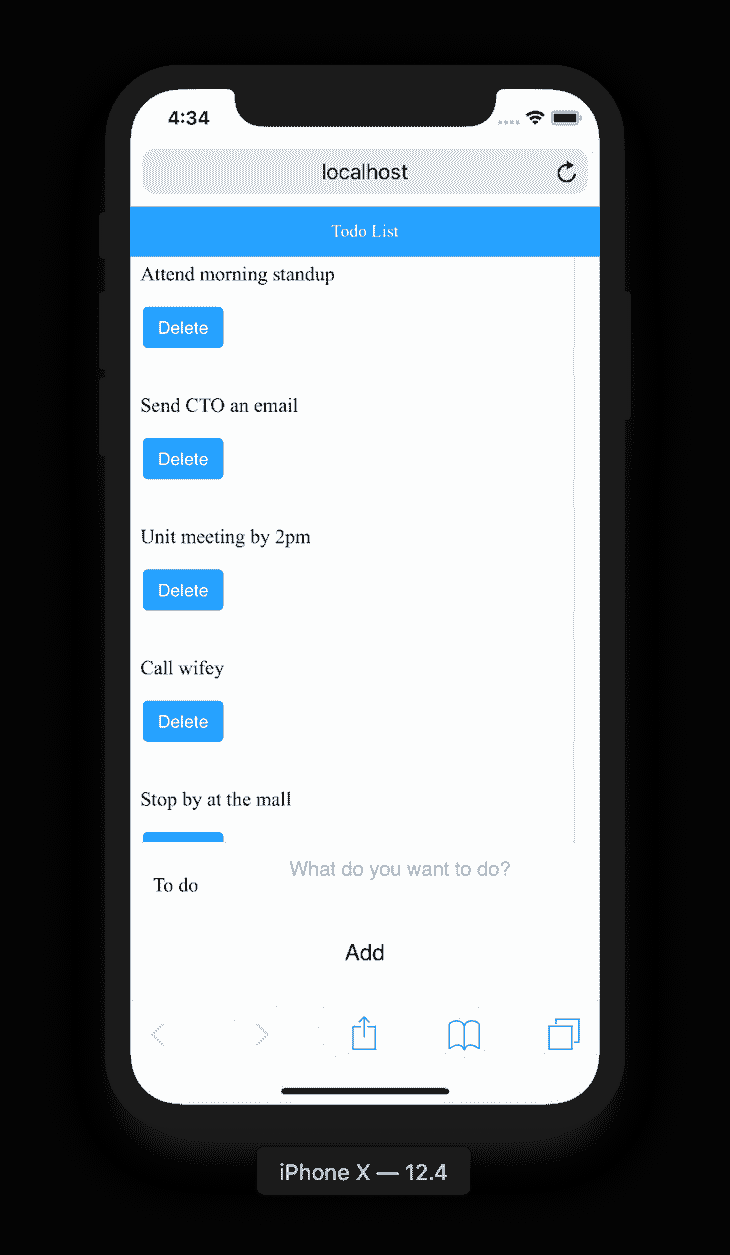 4:34
localhost
Todo List
Attend morning standup
Delete
Send CTO an email
Delete
Unit meeting by 2pm
Delete
Call wifey
Delete
Stop by at the mall
What do you want to do?
To do
Add
iPhone X — 12.4